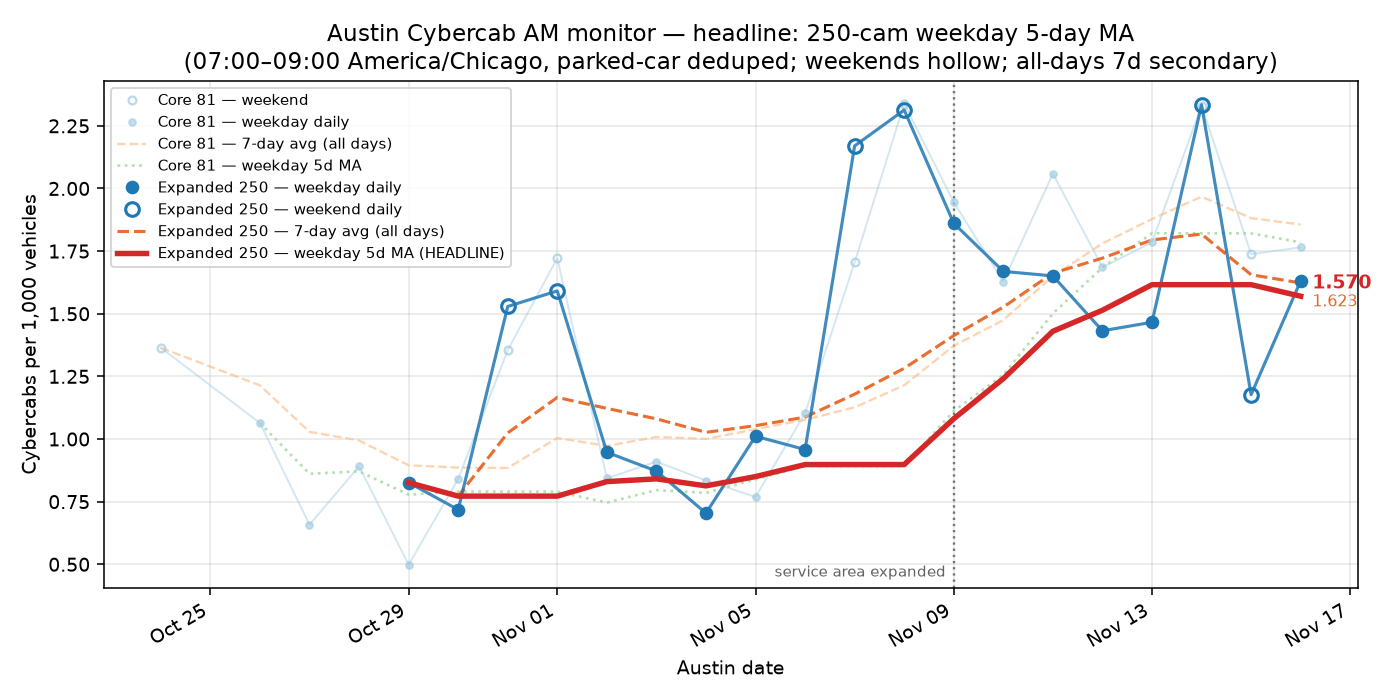 Austin Cybercab AM monitor — headline: 250-cam weekday 5-day MA
(07:00–09:00 America/Chicago, parked-car deduped; weekends hollow; all-days 7d secondary)
Core 81 — weekend
Core 81 — weekday daily
Core 81 — 7-day avg (all days)
Core 81 — weekday 5d MA
Expanded 250 — weekday daily
Expanded 250 — weekend daily
Expanded 250 — 7-day avg (all days)
Expanded 250 — weekday 5d MA (HEADLINE)
Cybercabs per 1,000 vehicles
2.25
2.00
1.75
1.50
1.25
1.00
0.75
0.50
1.570
1.623
service area expanded
Oct 25
Oct 29
Nov 01
Nov 05
Nov 09
Nov 13
Nov 17
Austin date